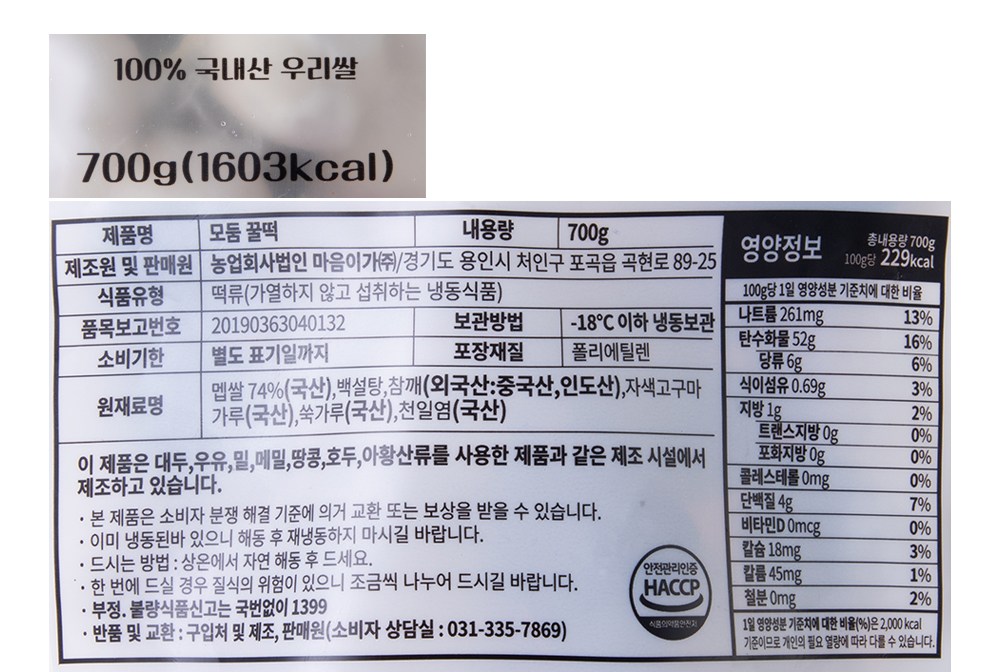 100% 국내산 우리쌀
700g(1603kcal)
제품명 모둠 꿀떡 내용량 700g
제조원 및 판매원 농업회사법인 마음이가(주)/경기도 용인시 처인구 포곡읍 곡현로 89-25
식품유형 떡류(가열하지 않고 섭취하는 냉동식품)
품목보고번호 20190363040132 보관방법 -18℃ 이하 냉동보관
소비기한 별도 표기일까지 포장재질 폴리에틸렌
원재료명 멥쌀 74%(국산),백설탕,참깨(외국산:중국산,인도산),자색고구마
가루(국산),쑥가루(국산),천일염(국산)
이 제품은 대두,우유,밀,메밀,땅콩,호두,아황산류를 사용한 제품과 같은 제조 시설에서
제조하고 있습니다.
· 본 제품은 소비자 분쟁 해결 기준에 의거 교환 또는 보상을 받을 수 있습니다.
· 이미 냉동된바 있으니 해동 후 재냉동하지 마시길 바랍니다.
· 드시는 방법 : 상온에서 자연 해동 후 드세요.
· 한 번에 드실 경우 질식의 위험이 있으니 조금씩 나누어 드시길 바랍니다.
· 부정. 불량식품신고는 국번없이 1399
· 반품 및 교환 : 구입처 및 제조, 판매원(소비자 상담실 : 031-335-7869)
안전관리인증
HACCP
식품의약품안전처
영양정보
총내용량 700g
100g당 229kcal
100g당 1일 영양성분 기준치에 대한 비율
나트륨 261mg 13%
탄수화물 52g 16%
당류 6g 6%
식이섬유 0.69g 3%
지방 1g 2%
트랜스지방 0g 0%
포화지방 0g 0%
콜레스테롤 0mg 0%
단백질 4g 7%
비타민D 0mcg 0%
칼슘 18mg 3%
칼륨 45mg 1%
철분 0mg 2%
1일 영양성분 기준치에 대한 비율(%)은 2,000 kcal
기준이므로 개인의 필요 열량에 따라 다를 수 있습니다.